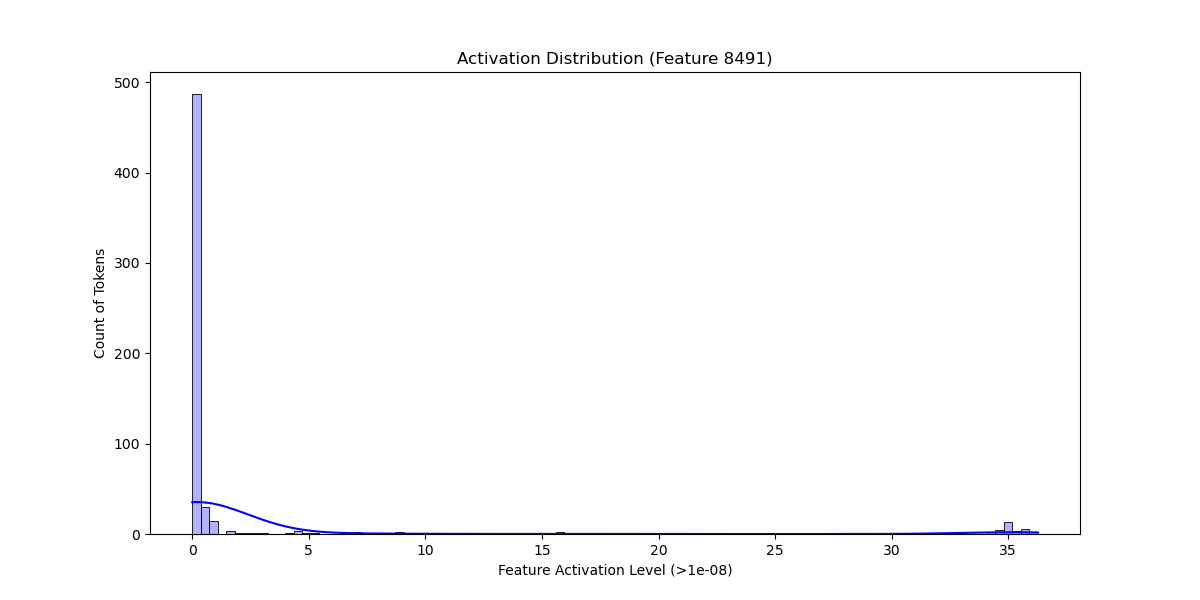 Activation Distribution (Feature 8491)
500
400
300
200
100
0
Count of Tokens
0 5 10 15 20 25 30 35
Feature Activation Level (>1e-08)